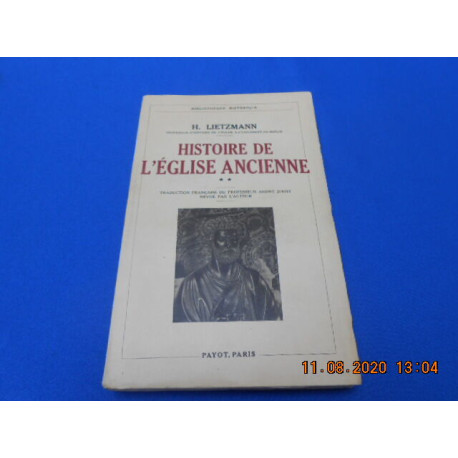 BIBLIOTHÈQUE HISTORIQUE
H. LIETZMANN
HISTOIRE DE
L'ÉGLISE ANCIENNE
**
TRADUCTION FRANÇAISE DU PROFESSEUR ANDRÉ JUNDT
REVUE PAR L'AUTEUR
PAYOT, PARIS
11.08.2020 13:04